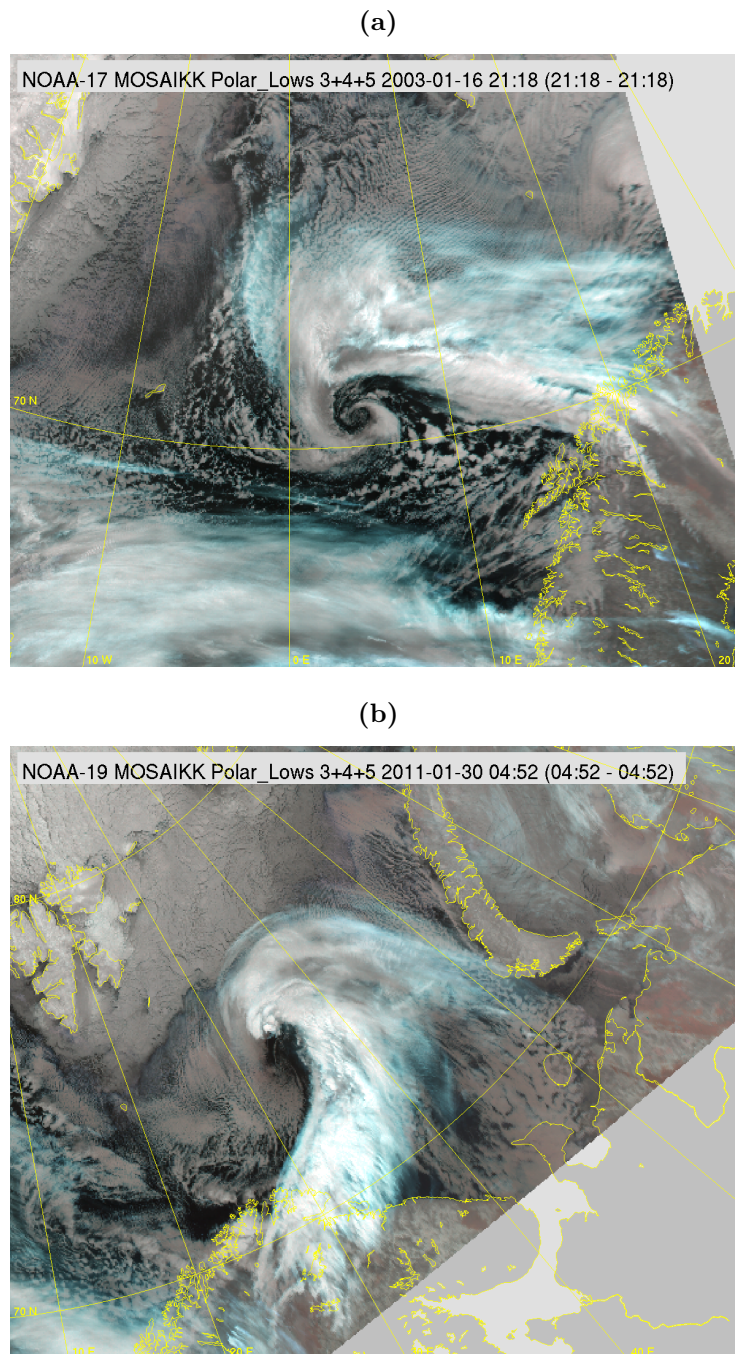 (a)
NOAA-17 MOSAIKK Polar_Lows 3+4+5 2003-01-16 21:18 (21:18 - 21:18)
70 N
10 W
0 E
10 E
20
(b)
NOAA-19 MOSAIKK Polar_Lows 3+4+5 2011-01-30 04:52 (04:52 - 04:52)
80 N
70 N
20 E
40 E